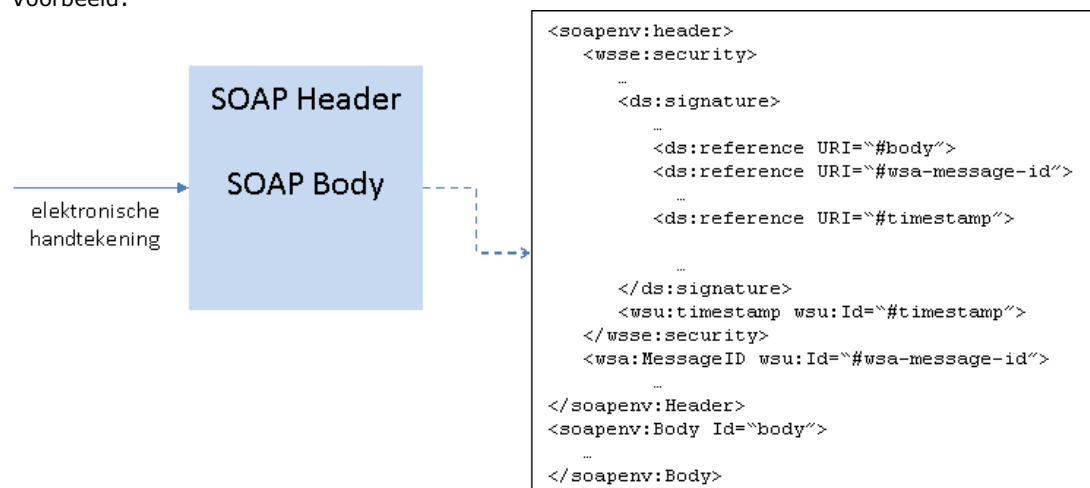 voorbeeld:
SOAP Header
SOAP Body
elektronische
handtekening
<soapenv:header>
<wsse:security>
…
<ds:signature>
…
<ds:reference URI=“#body”>
<ds:reference URI=“#wsa-message-id”>
…
<ds:reference URI=“#timestamp”>
…
</ds:signature>
<wsu:timestamp wsu:Id=“#timestamp”>
</wsse:security>
<wsa:MessageID wsu:Id=“#wsa-message-id”>
…
</soapenv:Header>
<soapenv:Body Id=“body”>
…
</soapenv:Body>